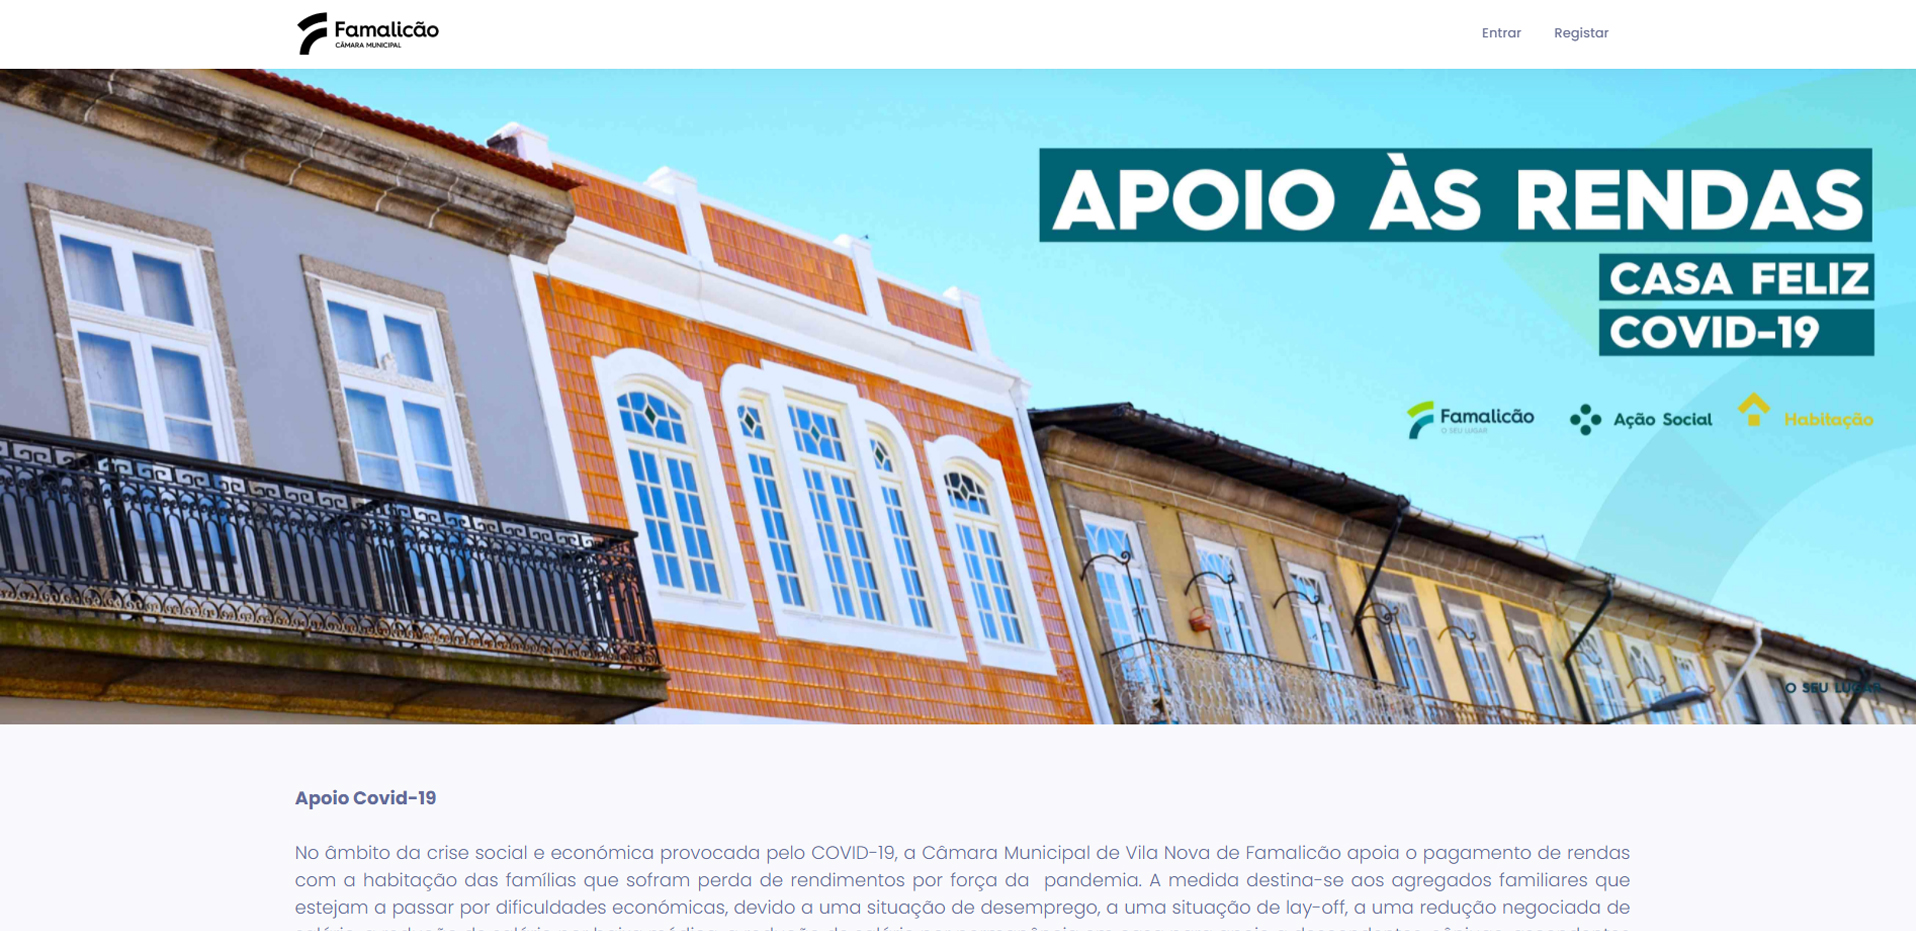 Famalicão
CÂMARA MUNICIPAL
Entrar
Registar
APOIO ÀS RENDAS
CASA FELIZ
COVID-19
Famalicão
O SEU LUGAR
Ação Social
Habitação
O SEU LUGAR
Apoio Covid-19
No âmbito da crise social e económica provocada pelo COVID-19, a Câmara Municipal de Vila Nova de Famalicão apoia o pagamento de rendas
com a habitação das famílias que sofram perda de rendimentos por força da pandemia. A medida destina-se aos agregados familiares que
estejam a passar por dificuldades económicas, devido a uma situação de desemprego, a uma situação de lay-off, a uma redução negociada de